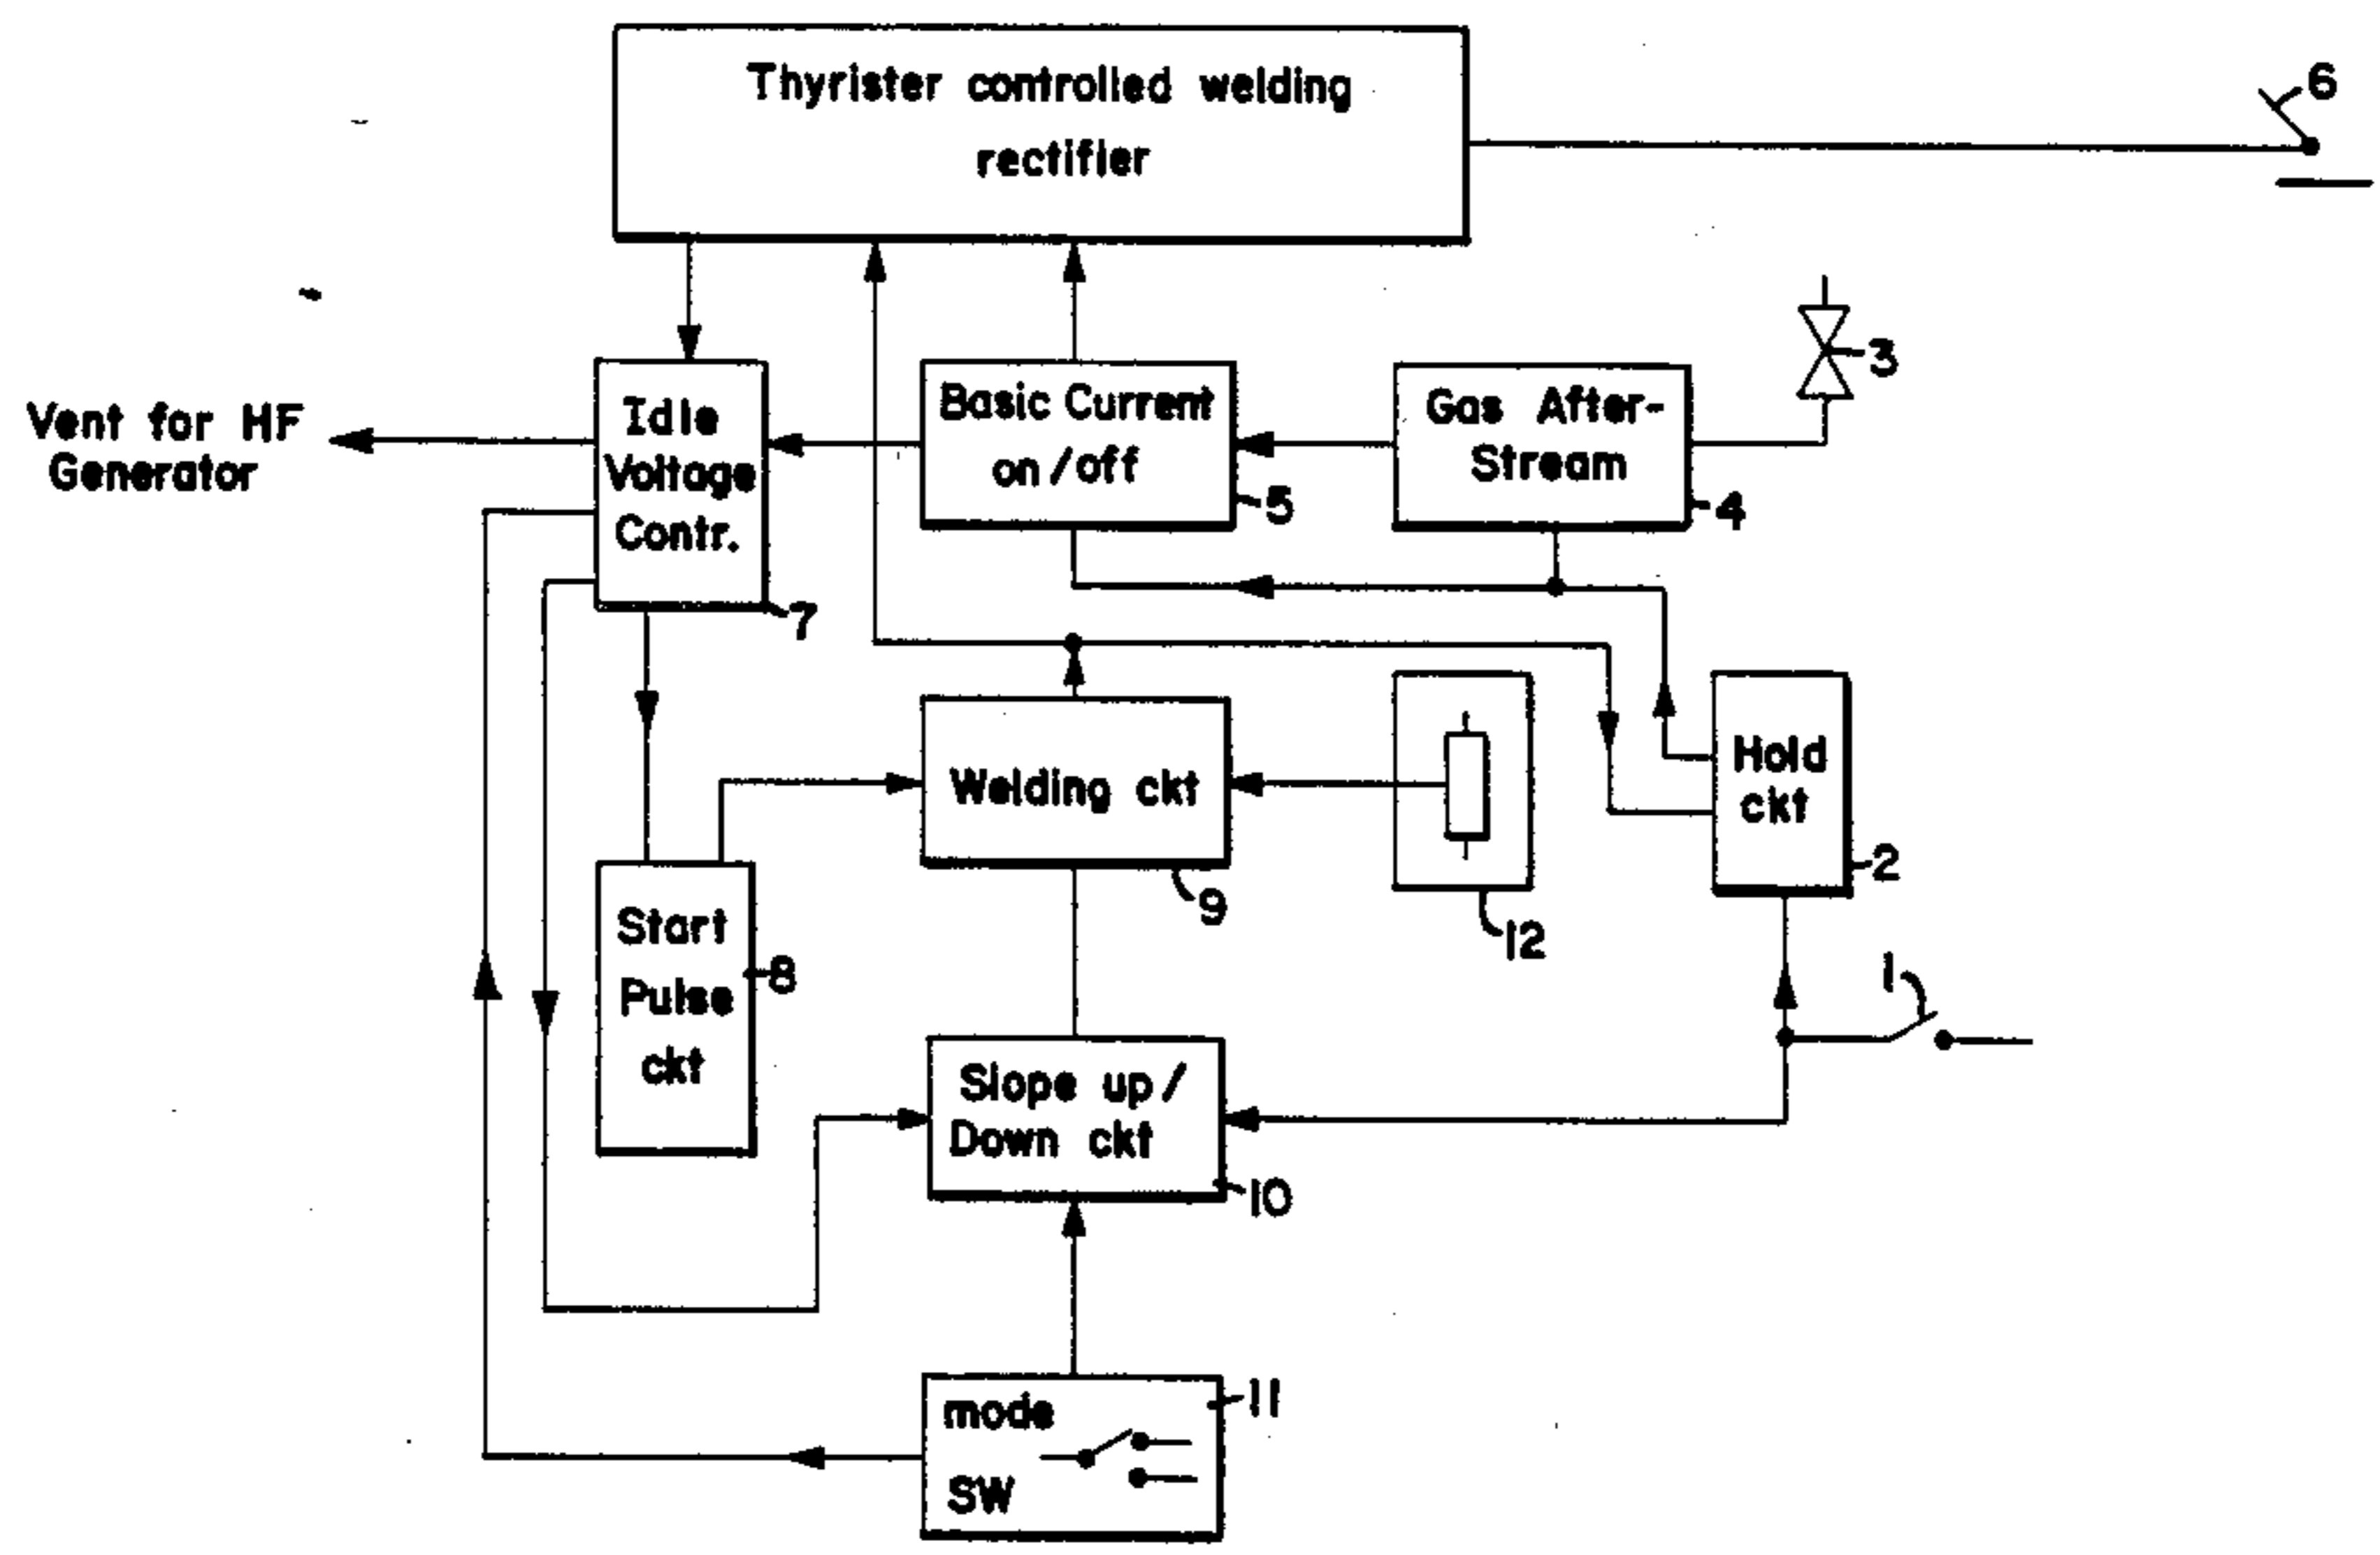 Thyrister controlled welding
rectifier
6
3
Vent for HF
Generator
Idle
Voltage
Contr.
7
Basic Current
on/off
5
Gas After-
Stream
4
Welding ckt
9
12
Hold
ckt
2
1
Start
Pulse
ckt
8
Slope up/
Down ckt
10
mode
SW
11